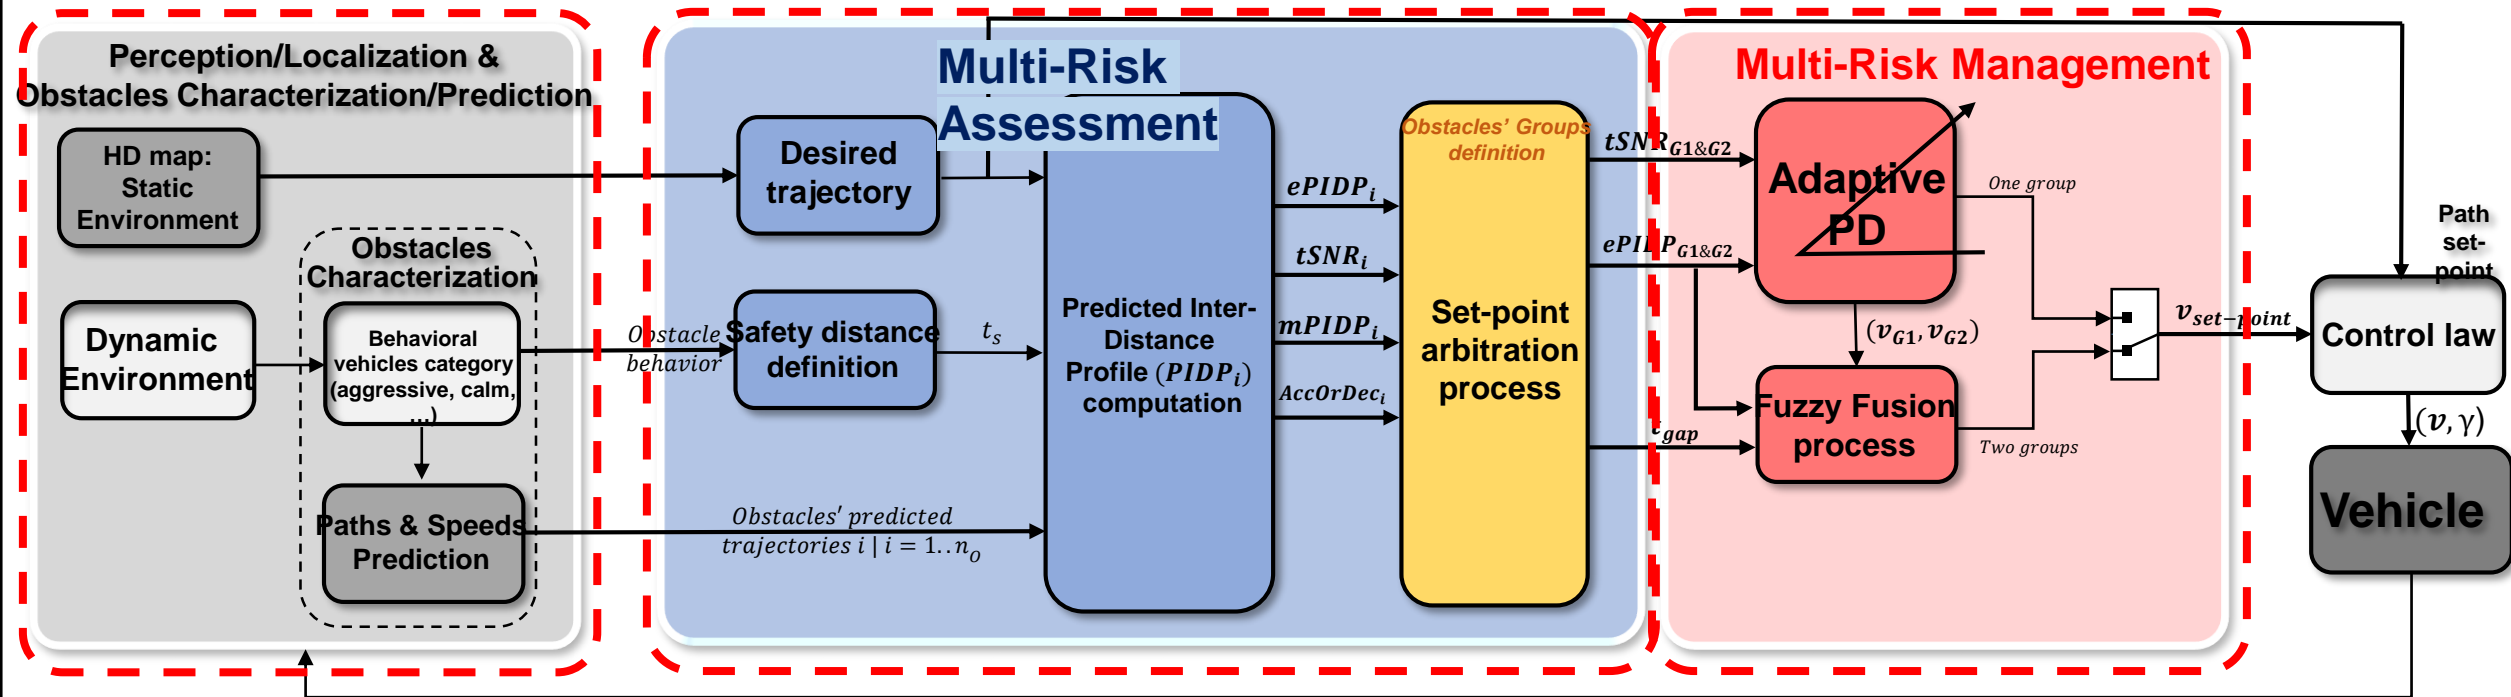 Perception/Localization &
Obstacles Characterization/Prediction
HD map:
Static
Environment
Obstacles
Characterization
Dynamic
Environment
Behavioral
vehicles category
(aggressive, calm,
...)
Paths & Speeds
Prediction
Multi-Risk
Assessment
Desired
trajectory
Obstacle
behavior
Safety distance
definition
t_s
Obstacles' predicted
trajectories i | i = 1..n_o
Predicted Inter-
Distance
Profile (PIDP_i)
computation
ePIDP_i
tSNR_i
mPIDP_i
AccOrDec_i
Obstacles' Groups
definition
Set-point
arbitration
process
tSNR_G1&G2
ePIDP_G1&G2
t_gap
Multi-Risk Management
Adaptive
PD
One group
(v_G1, v_G2)
Fuzzy Fusion
process
Two groups
v_set-point
Path
set-
point
Control law
(v, γ)
Vehicle